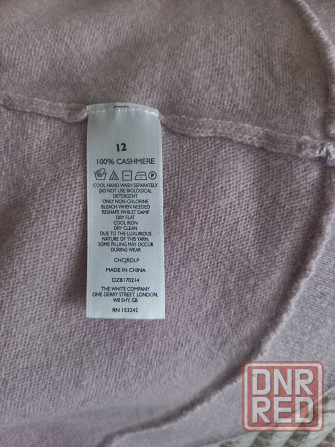 12
100% CASHMERE
COOL HAND WASH SEPARATELY
DO NOT USE BIOLOGICAL
DETERGENT
ONLY NON-CHLORINE
BLEACH WHEN NEEDED
RESHAPE WHILST DAMP
DRY FLAT
COOL IRON
DRY CLEAN
DUE TO THE LUXURIOUS
NATURE OF THIS YARN,
SOME PILLING MAY OCCUR
DURING WEAR
CHCJRDLP
MADE IN CHINA
DZB170214
THE WHITE COMPANY
ONE DERRY STREET, LONDON,
W8 5HY, GB
RN 153242
DNR
RED